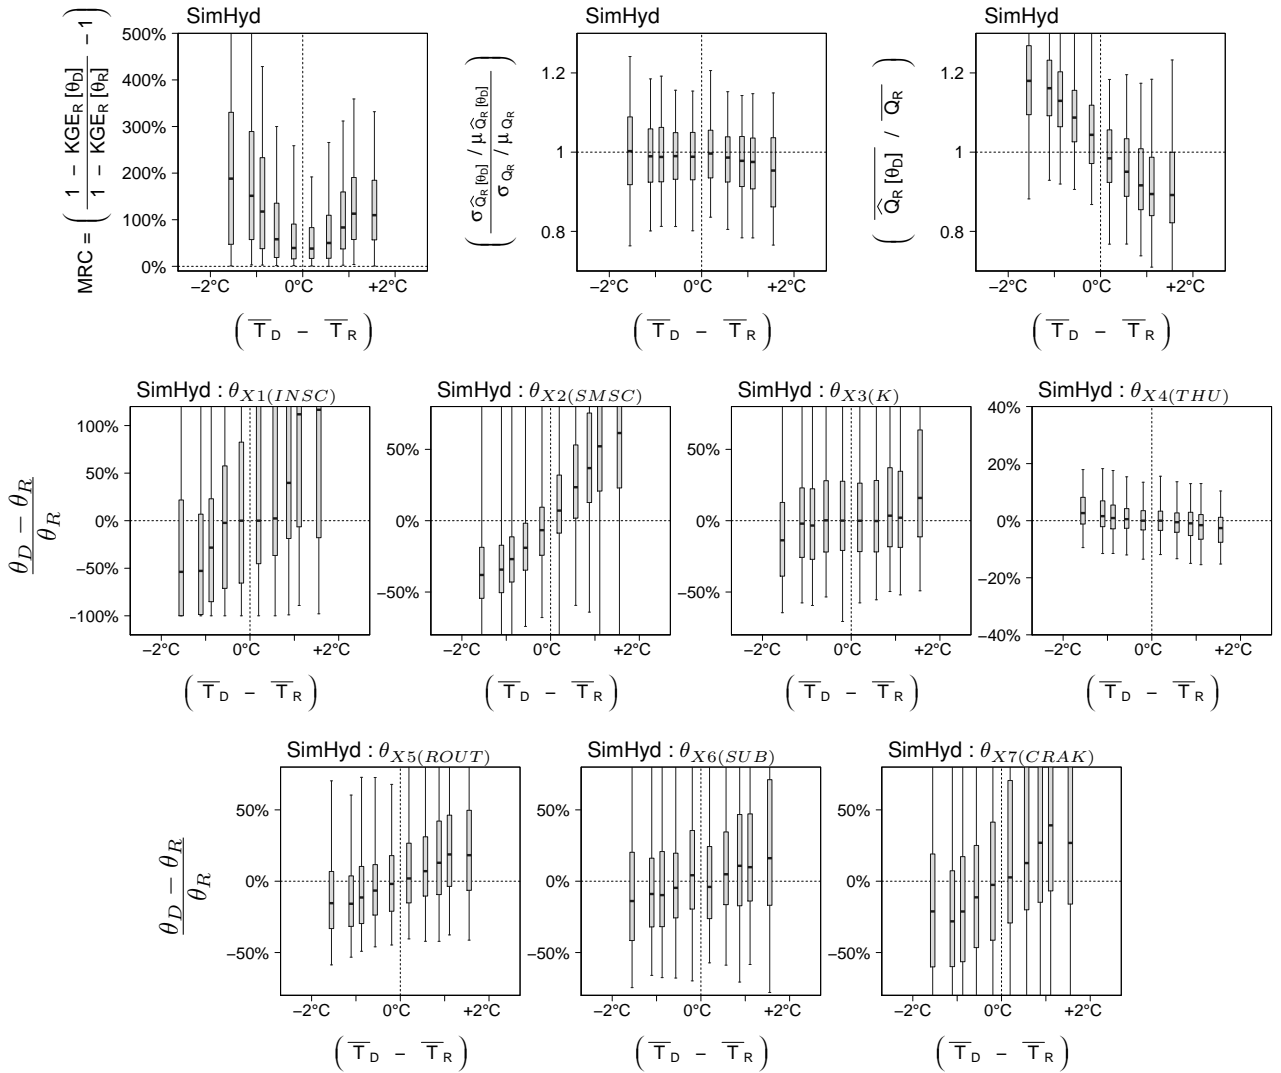 SimHyd SimHyd SimHyd
MRC = ( 1 − KGE_R [θ_D] / 1 − KGE_R [θ_R] − 1 )
500%
400%
300%
200%
100%
0%
−2°C 0°C +2°C
( T̅_D − T̅_R )
( σ_Q̂_R [θ_D] / μ_Q̂_R [θ_D] / σ_Q_R / μ_Q_R )
1.2
1
0.8
−2°C 0°C +2°C
( T̅_D − T̅_R )
( Q̂_R [θ_D] / Q_R )
1.2
1
0.8
−2°C 0°C +2°C
( T̅_D − T̅_R )
θ_D − θ_R
θ_R
SimHyd : θ_X1(INSC)
100%
50%
0%
−50%
−100%
−2°C 0°C +2°C
( T̅_D − T̅_R )
SimHyd : θ_X2(SMSC)
50%
0%
−50%
−2°C 0°C +2°C
( T̅_D − T̅_R )
SimHyd : θ_X3(K)
50%
0%
−50%
−2°C 0°C +2°C
( T̅_D − T̅_R )
SimHyd : θ_X4(THU)
40%
20%
0%
−20%
−40%
−2°C 0°C +2°C
( T̅_D − T̅_R )
θ_D − θ_R
θ_R
SimHyd : θ_X5(ROUT)
50%
0%
−50%
−2°C 0°C +2°C
( T̅_D − T̅_R )
SimHyd : θ_X6(SUB)
50%
0%
−50%
−2°C 0°C +2°C
( T̅_D − T̅_R )
SimHyd : θ_X7(CRAK)
50%
0%
−50%
−2°C 0°C +2°C
( T̅_D − T̅_R )